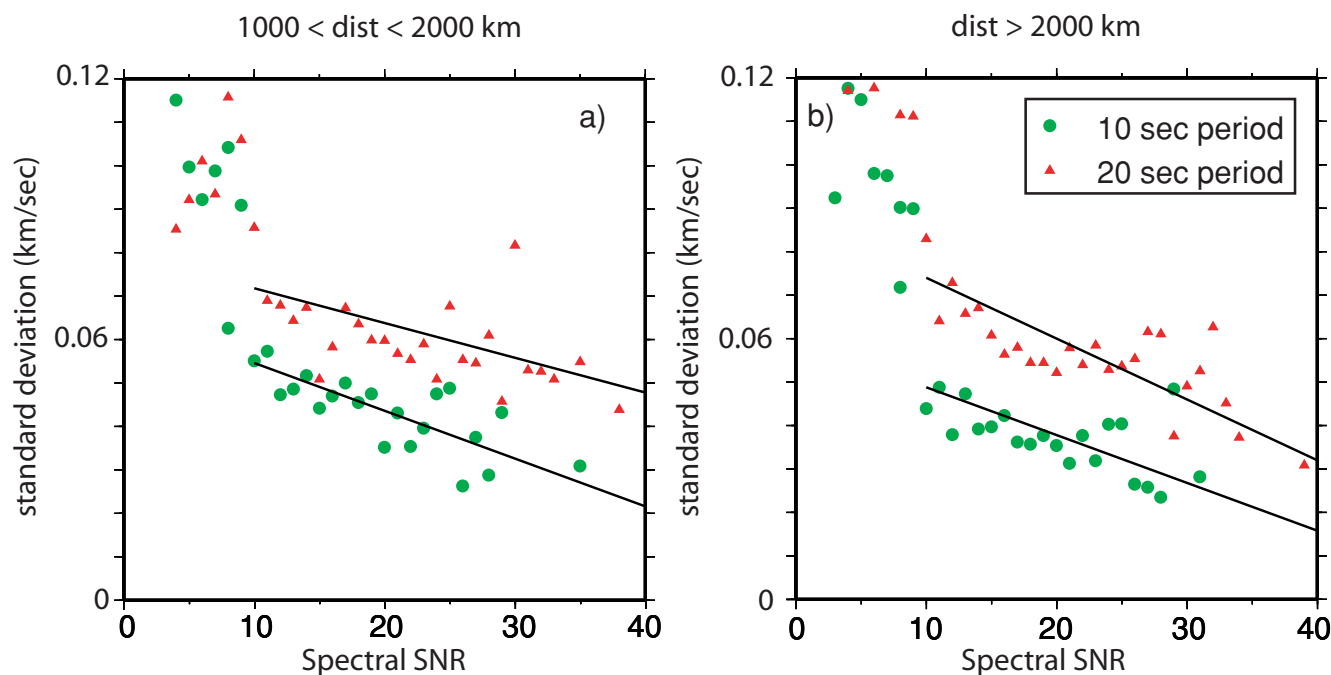 1000 < dist < 2000 km
dist > 2000 km
0.12
0.06
0
standard deviation (km/sec)
a)
0 10 20 30 40
Spectral SNR
0.12
0.06
0
standard deviation (km/sec)
b)
10 sec period
20 sec period
0 10 20 30 40
Spectral SNR